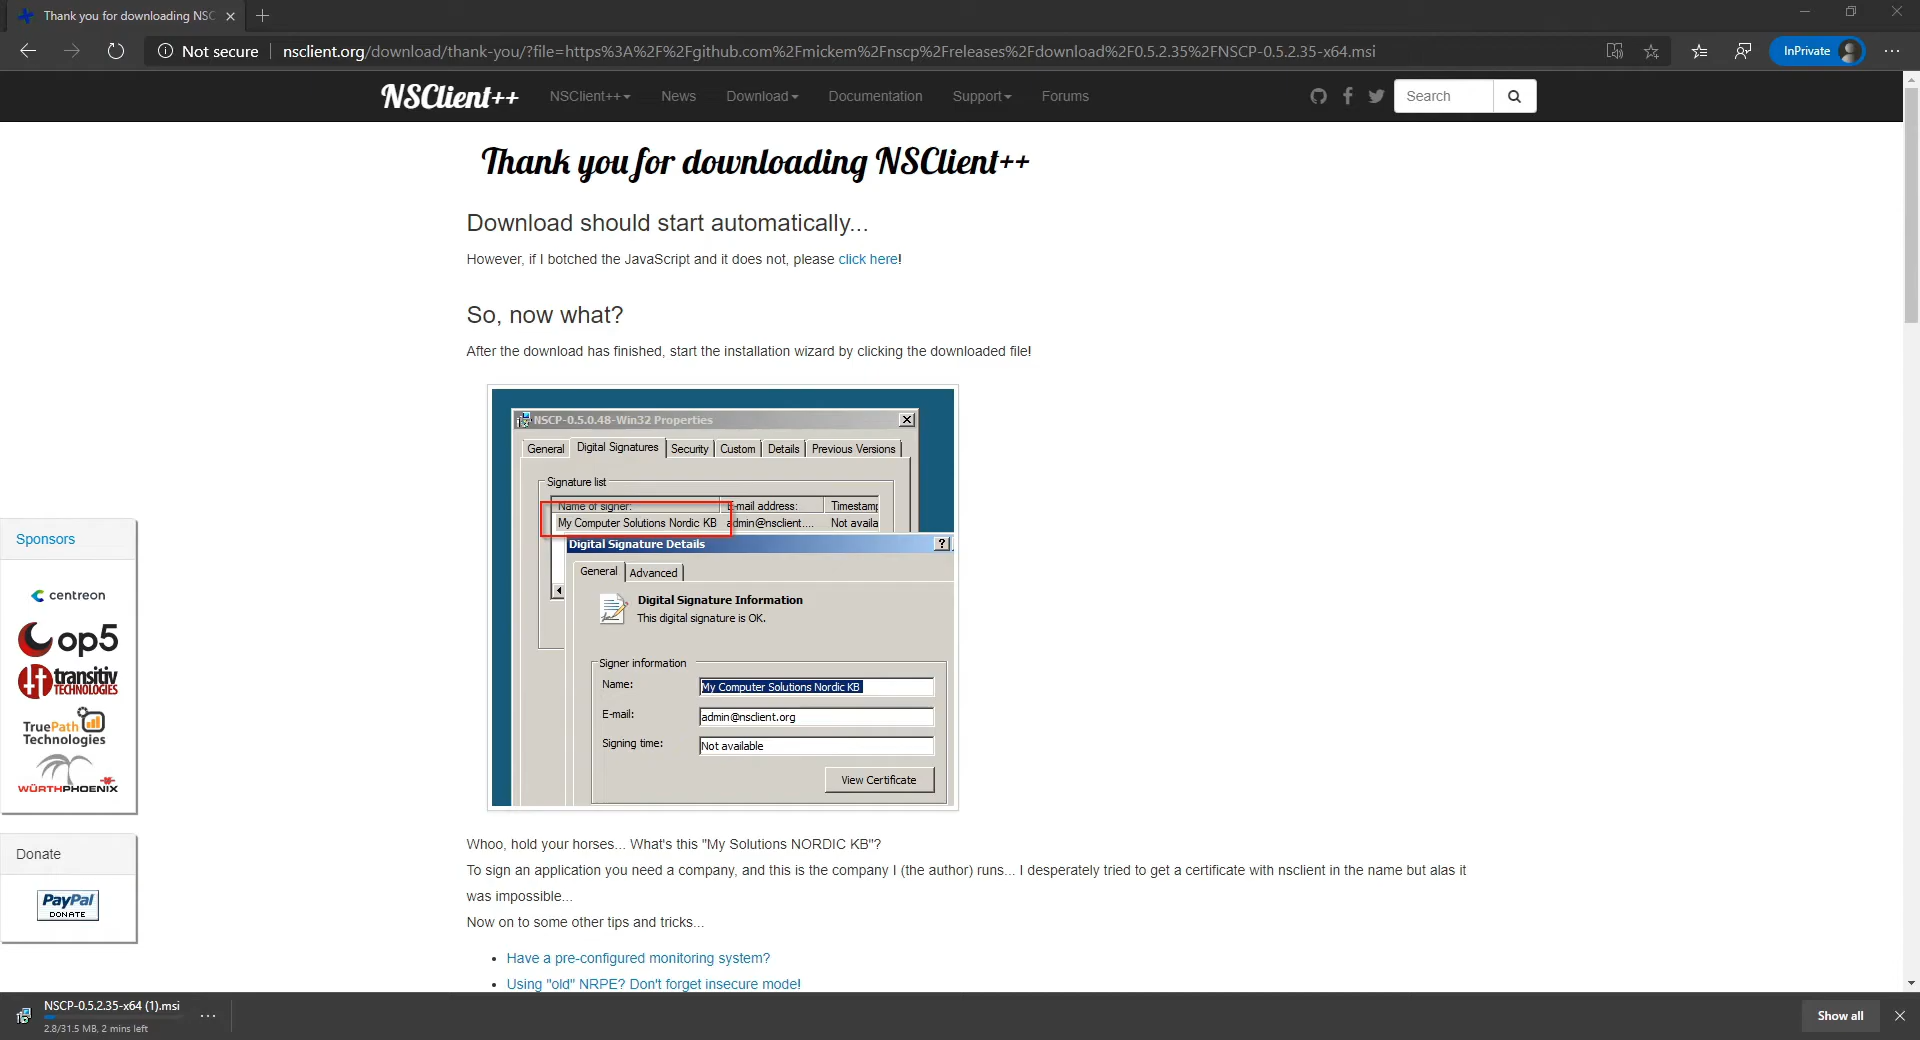 Thank you for downloading NSC
Not secure
nsclient.org/download/thank-you/?file=https%3A%2F%2Fgithub.com%2Fmickem%2Fnscp%2Freleases%2Fdownload%2F0.5.2.35%2FNSCP-0.5.2.35-x64.msi
InPrivate
NSClient++ NSClient++ News Download Documentation Support Forums Search
Thank you for downloading NSClient++
Download should start automatically...
However, if I botched the JavaScript and it does not, please click here!
So, now what?
After the download has finished, start the installation wizard by clicking the downloaded file!
NSCP-0.5.0.48-Win32 Properties
General Digital Signatures Security Custom Details Previous Versions
Signature list
Name of signer: E-mail address: Timestamp
My Computer Solutions Nordic KB admin@nsclient.... Not availa
Digital Signature Details
General Advanced
Digital Signature Information
This digital signature is OK.
Signer information
Name: My Computer Solutions Nordic KB
E-mail: admin@nsclient.org
Signing time: Not available
View Certificate
Sponsors
centreon
op5
transitiv
TECHNOLOGIES
TruePath
Technologies
WÜRTHPHOENIX
Donate
PayPal
DONATE
Whoo, hold your horses... What's this "My Solutions NORDIC KB"?
To sign an application you need a company, and this is the company I (the author) runs... I desperately tried to get a certificate with nsclient in the name but alas it
was impossible...
Now on to some other tips and tricks...
Have a pre-configured monitoring system?
Using "old" NRPE? Don't forget insecure mode!
NSCP-0.5.2.35-x64 (1).msi
2.8/31.5 MB, 2 mins left
Show all